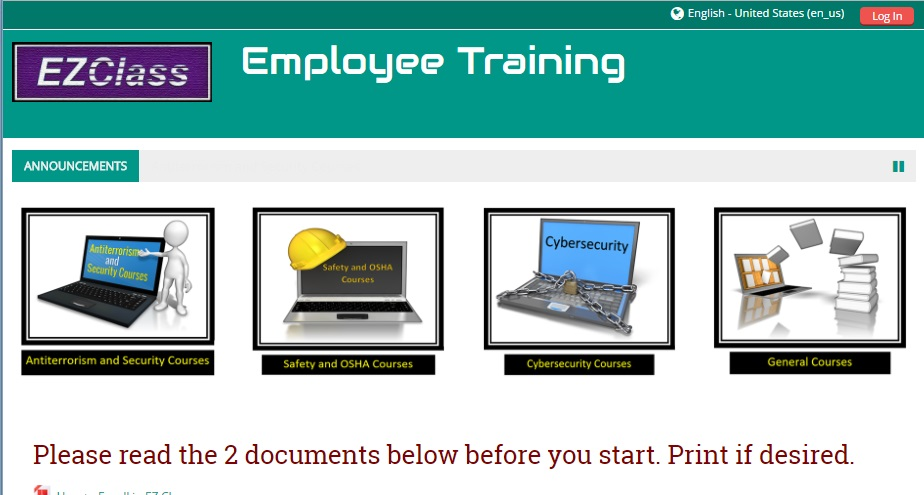 English - United States (en_us)
Log In
EZClass
Employee Training
ANNOUNCEMENTS
Antiterrorism
and
Security Courses
Safety and OSHA
Courses
Cybersecurity
Antiterrorism and Security Courses
Safety and OSHA Courses
Cybersecurity Courses
General Courses
Please read the 2 documents below before you start. Print if desired.